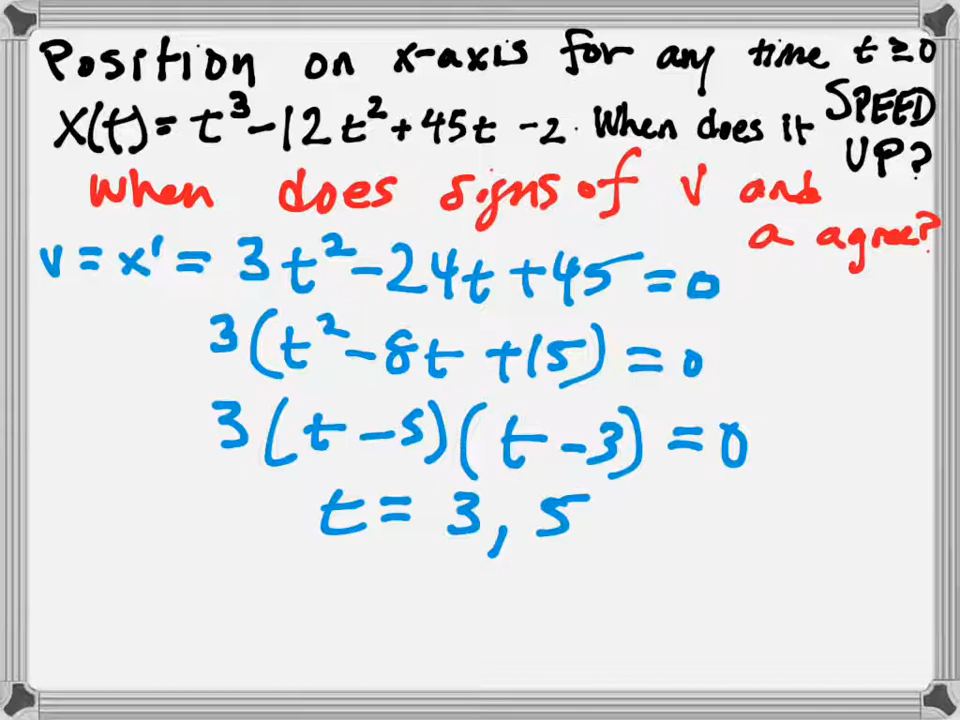 Position on x-axis for any time t ≥ 0
X(t) = t³ - 12t² + 45t - 2. When does it SPEED UP?
When does signs of v and a agree?
v = x' = 3t² - 24t + 45 = 0
3(t² - 8t + 15) = 0
3(t - 5)(t - 3) = 0
t = 3, 5